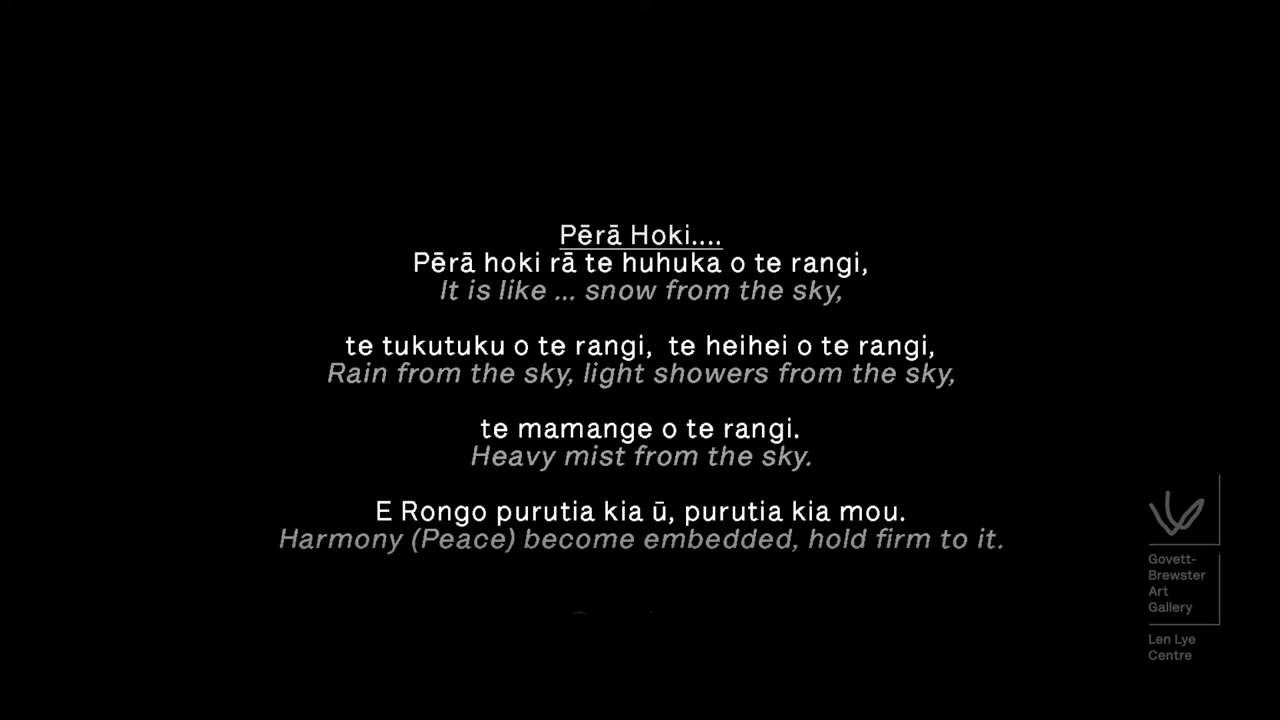 Pērā Hoki....
Pērā hoki rā te huhuka o te rangi,
It is like ... snow from the sky,
te tukutuku o te rangi, te heihei o te rangi,
Rain from the sky, light showers from the sky,
te mamange o te rangi.
Heavy mist from the sky.
E Rongo purutia kia ū, purutia kia mou.
Harmony (Peace) become embedded, hold firm to it.
Govett-
Brewster
Art
Gallery
Len Lye
Centre